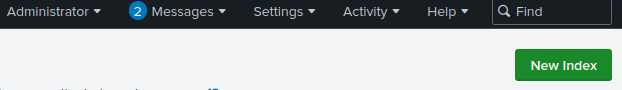 Administrator 2 Messages Settings Activity Help Find
New Index